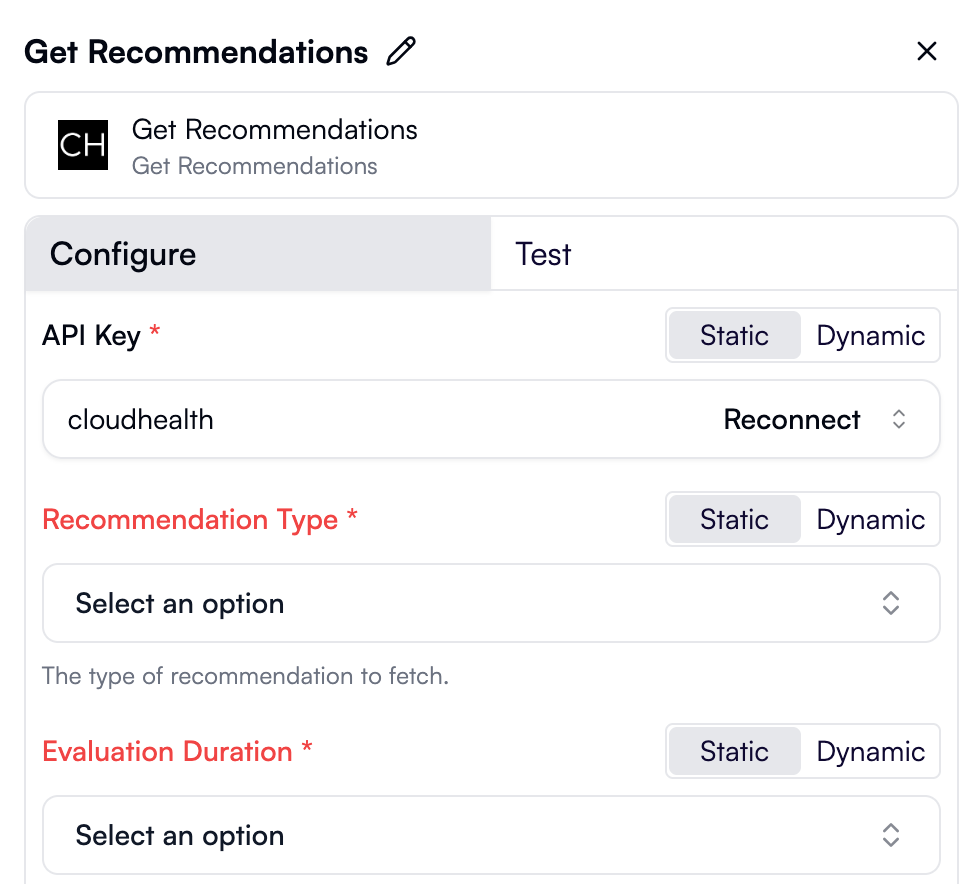 Get Recommendations
CH
Get Recommendations
Get Recommendations
Configure
Test
API Key *
Static
Dynamic
cloudhealth
Reconnect
Recommendation Type *
Static
Dynamic
Select an option
The type of recommendation to fetch.
Evaluation Duration *
Static
Dynamic
Select an option